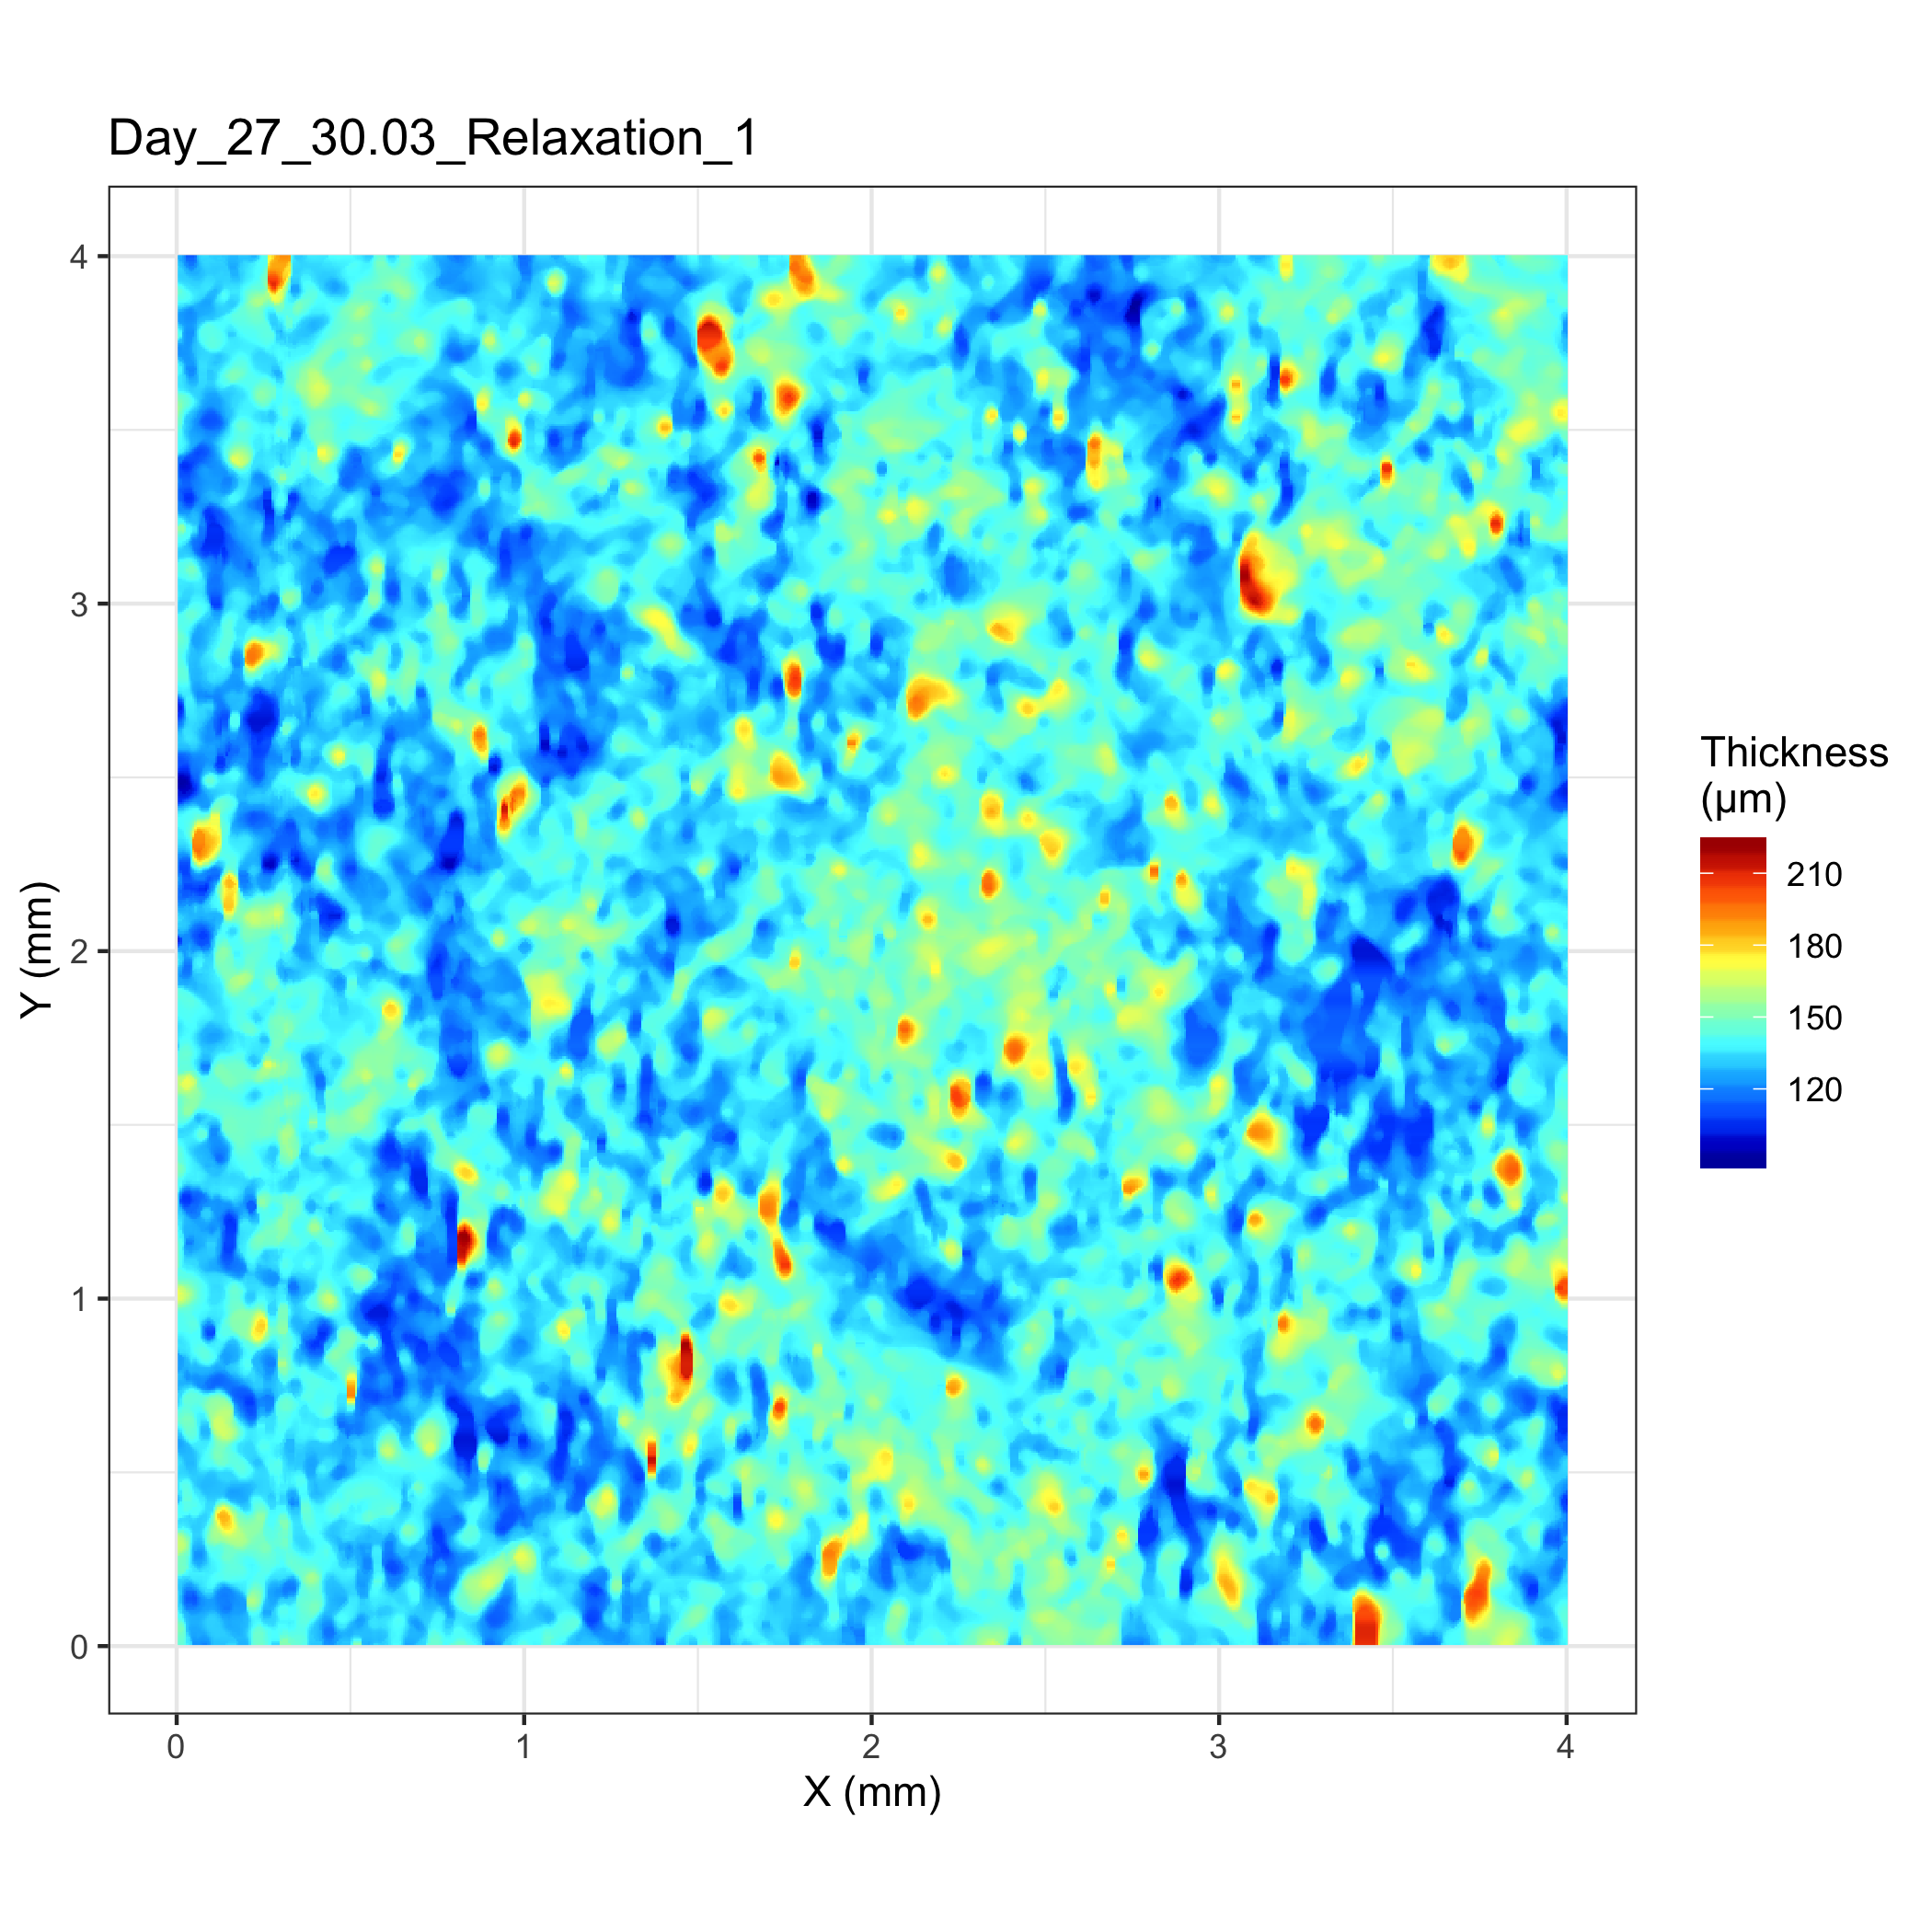 Day_27_30.03_Relaxation_1
4
3
2
1
0
Y (mm)
0 1 2 3 4
X (mm)
Thickness
(µm)
210
180
150
120